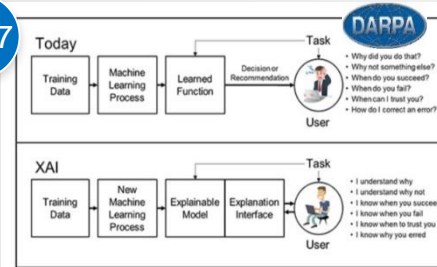 7
DARPA
Today
Task
Training
Data
Machine
Learning
Process
Learned
Function
Decision or
Recommendation
User
• Why did you do that?
• Why not something else?
• When do you succeed?
• When do you fail?
• When can I trust you?
• How do I correct an error?
XAI
Task
Training
Data
New
Machine
Learning
Process
Explainable
Model
Explanation
Interface
User
• I understand why
• I understand why not
• I know when you succeed
• I know when you fail
• I know when to trust you
• I know why you erred